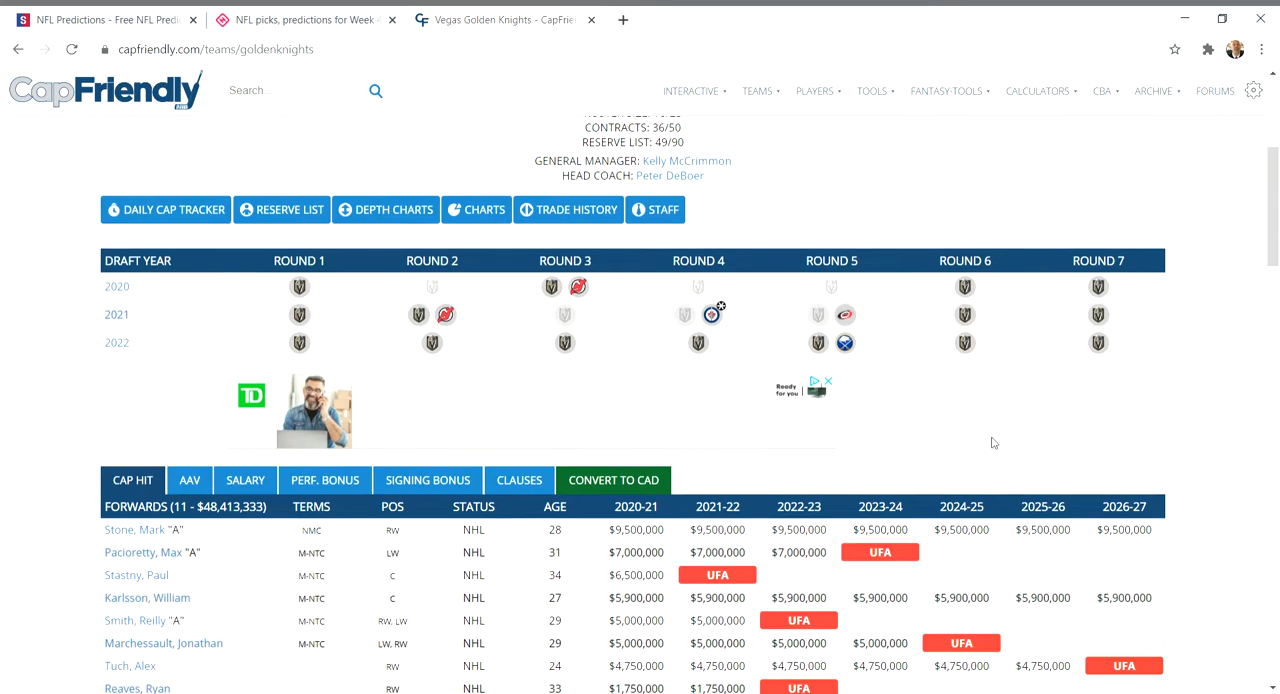 NFL Predictions - Free NFL Predi
NFL picks, predictions for Week 4
Vegas Golden Knights - CapFrien
capfriendly.com/teams/goldenknights
CapFriendly
Search...
INTERACTIVE
TEAMS
PLAYERS
TOOLS
FANTASY-TOOLS
CALCULATORS
CBA
ARCHIVE
FORUMS
CONTRACTS: 36/50
RESERVE LIST: 49/90
GENERAL MANAGER: Kelly McCrimmon
HEAD COACH: Peter DeBoer
DAILY CAP TRACKER RESERVE LIST DEPTH CHARTS CHARTS TRADE HISTORY STAFF
DRAFT YEAR ROUND 1 ROUND 2 ROUND 3 ROUND 4 ROUND 5 ROUND 6 ROUND 7
2020
2021
2022
TD
Ready
for you
CAP HIT AAV SALARY PERF. BONUS SIGNING BONUS CLAUSES CONVERT TO CAD
FORWARDS (11 - $48,413,333) TERMS POS STATUS AGE 2020-21 2021-22 2022-23 2023-24 2024-25 2025-26 2026-27
Stone, Mark "A" NMC RW NHL 28 $9,500,000 $9,500,000 $9,500,000 $9,500,000 $9,500,000 $9,500,000 $9,500,000
Pacioretty, Max "A" M-NTC LW NHL 31 $7,000,000 $7,000,000 $7,000,000 UFA
Stastny, Paul M-NTC C NHL 34 $6,500,000 UFA
Karlsson, William M-NTC C NHL 27 $5,900,000 $5,900,000 $5,900,000 $5,900,000 $5,900,000 $5,900,000 $5,900,000
Smith, Reilly "A" M-NTC RW, LW NHL 29 $5,000,000 $5,000,000 UFA
Marchessault, Jonathan M-NTC LW, RW NHL 29 $5,000,000 $5,000,000 $5,000,000 $5,000,000 UFA
Tuch, Alex RW NHL 24 $4,750,000 $4,750,000 $4,750,000 $4,750,000 $4,750,000 $4,750,000 UFA
Reaves, Ryan RW NHL 33 $1,750,000 $1,750,000 UFA